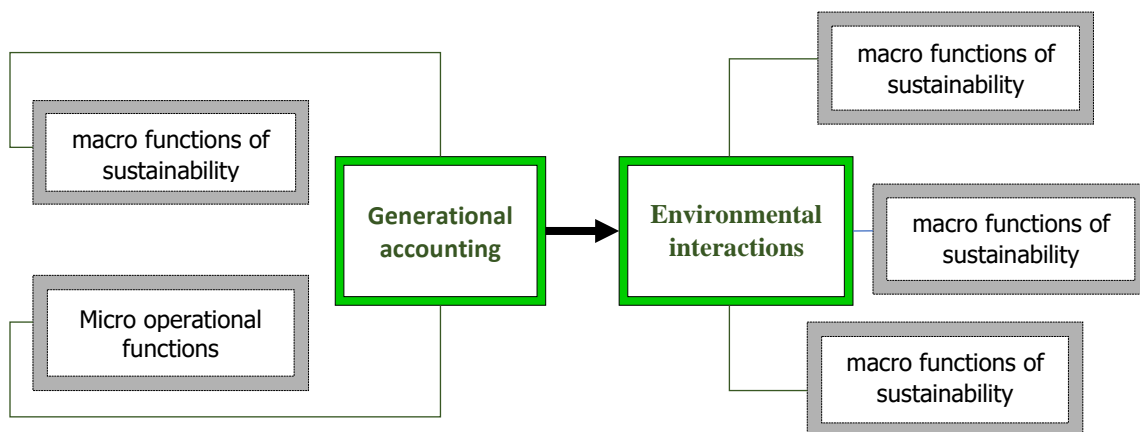 macro functions of
sustainability
Micro operational
functions
Generational
accounting
Environmental
interactions
macro functions of
sustainability
macro functions of
sustainability
macro functions of
sustainability